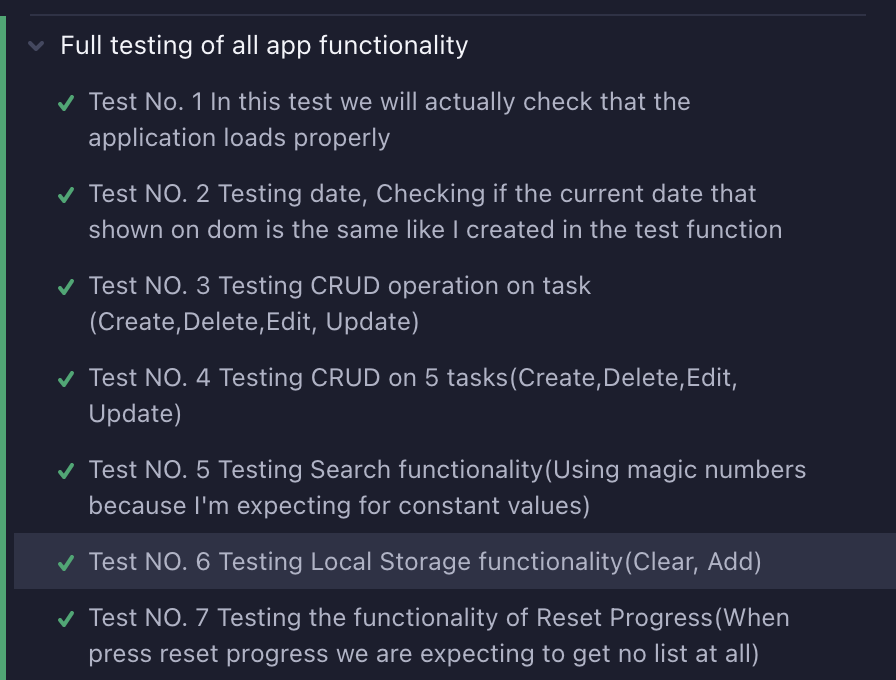 Full testing of all app functionality
Test No. 1 In this test we will actually check that the
application loads properly
Test NO. 2 Testing date, Checking if the current date that
shown on dom is the same like I created in the test function
Test NO. 3 Testing CRUD operation on task
(Create,Delete,Edit, Update)
Test NO. 4 Testing CRUD on 5 tasks(Create,Delete,Edit,
Update)
Test NO. 5 Testing Search functionality(Using magic numbers
because I'm expecting for constant values)
Test NO. 6 Testing Local Storage functionality(Clear, Add)
Test NO. 7 Testing the functionality of Reset Progress(When
press reset progress we are expecting to get no list at all)